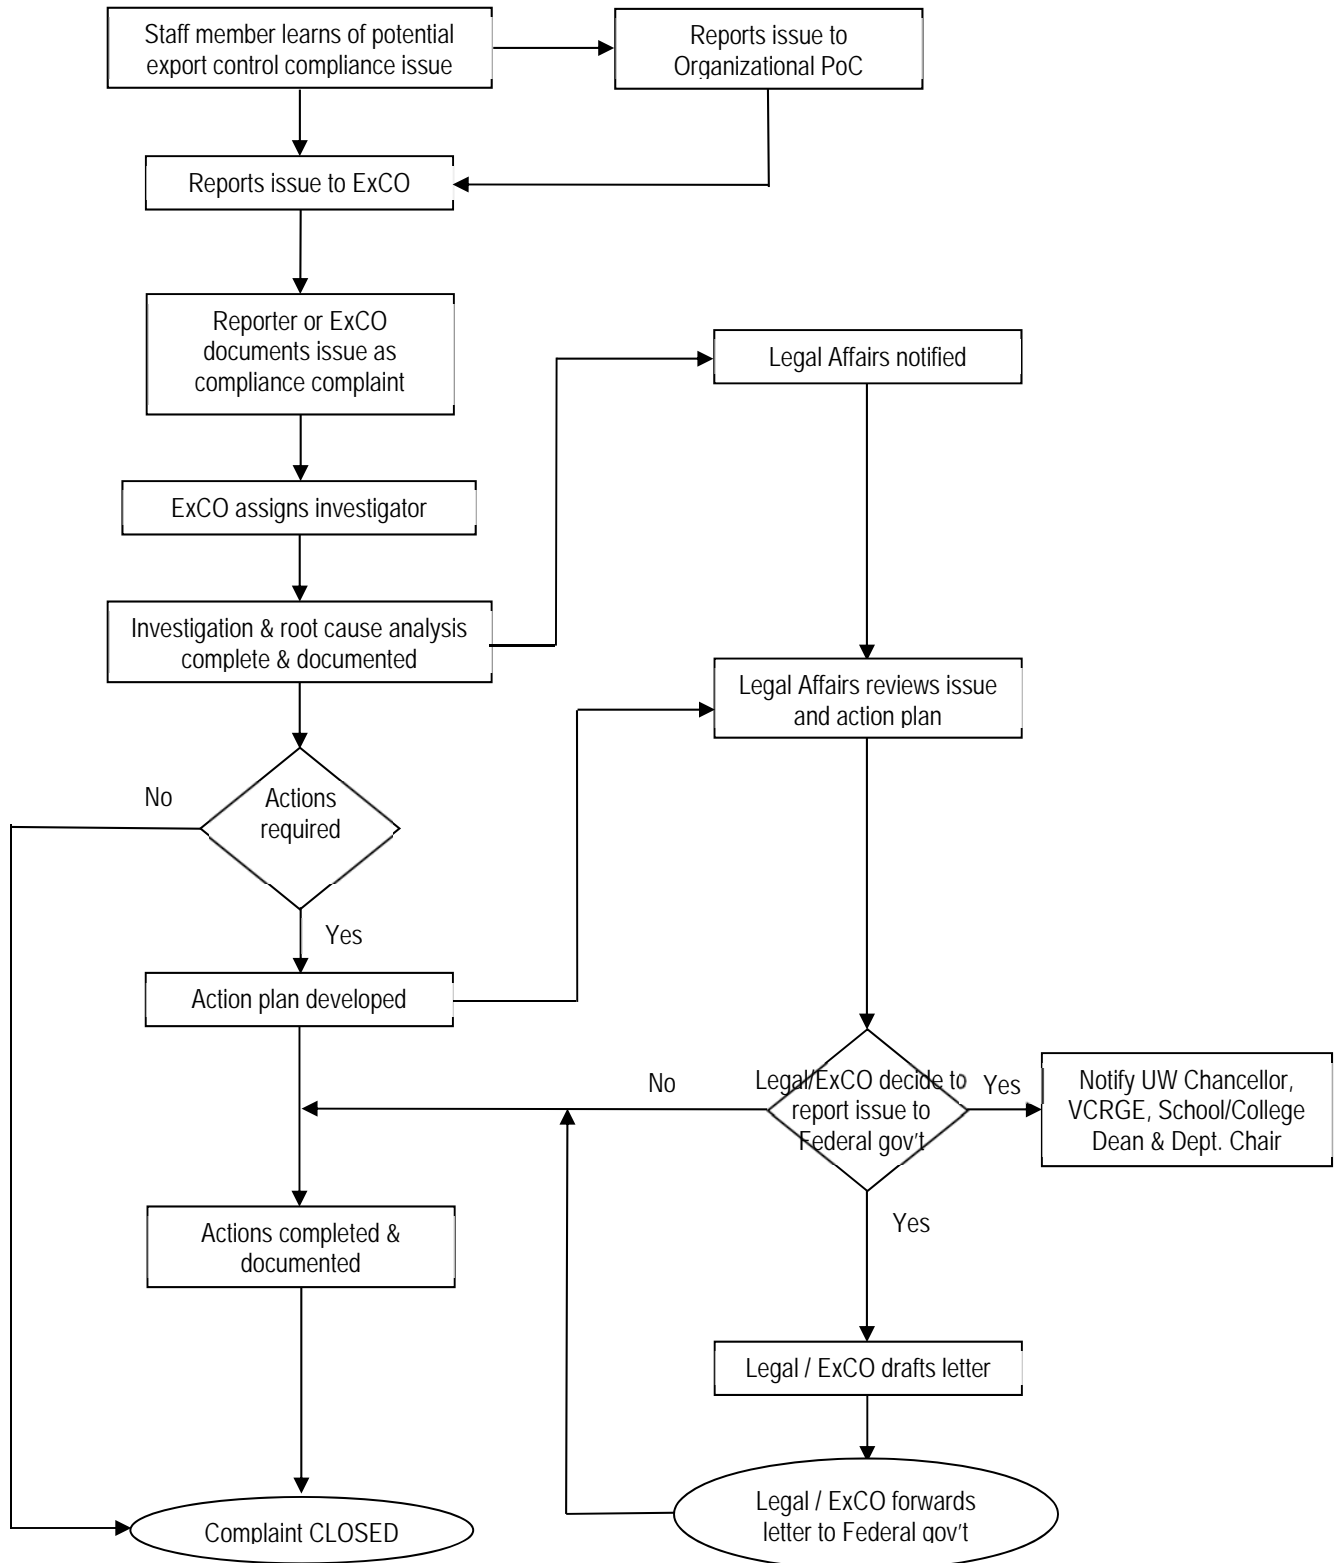 Staff member learns of potential
export control compliance issue
Reports issue to
Organizational PoC
Reports issue to ExCO
Reporter or ExCO
documents issue as
compliance complaint
Legal Affairs notified
ExCO assigns investigator
Investigation & root cause analysis
complete & documented
Legal Affairs reviews issue
and action plan
No
Actions
required
Yes
Action plan developed
No
Legal/ExCO decide to
report issue to
Federal gov't
Yes
Notify UW Chancellor,
VCRGE, School/College
Dean & Dept. Chair
Yes
Actions completed &
documented
Legal / ExCO drafts letter
Legal / ExCO forwards
letter to Federal gov't
Complaint CLOSED